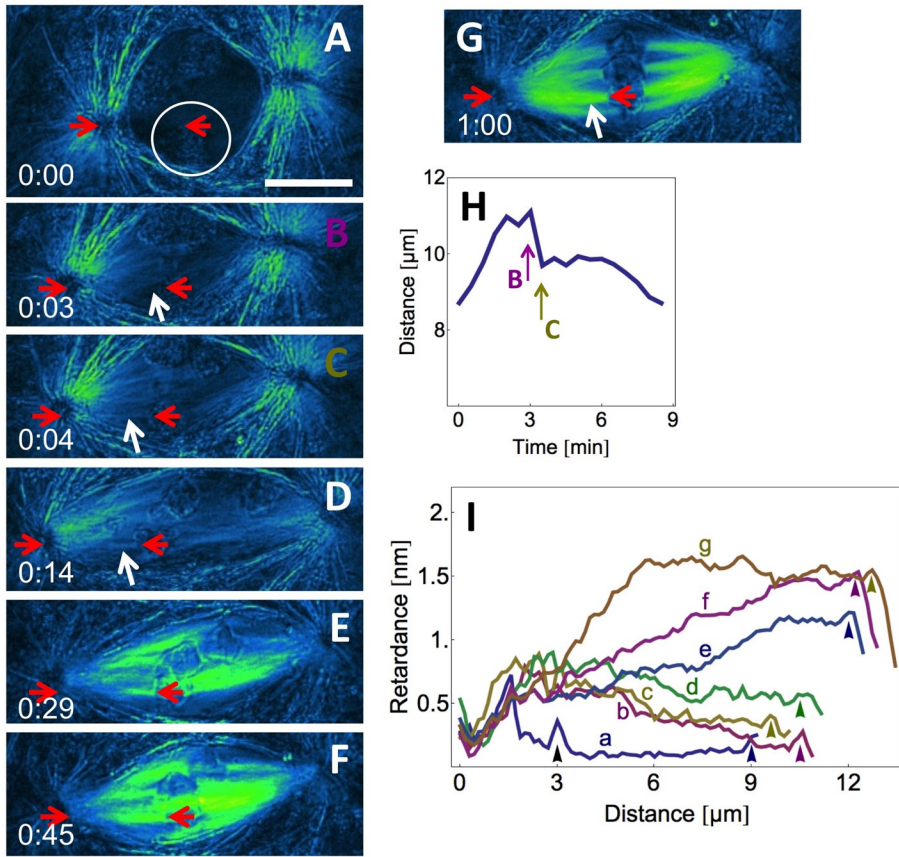 A
0:00
B
0:03
C
0:04
D
0:14
E
0:29
F
0:45
G
1:00
H
12
10
8
Distance [µm]
B
C
0 3 6 9
Time [min]
I
2.
1.5
1.
0.5
Retardance [nm]
g
f
e
d
c
b
a
0 3 6 9 12
Distance [µm]